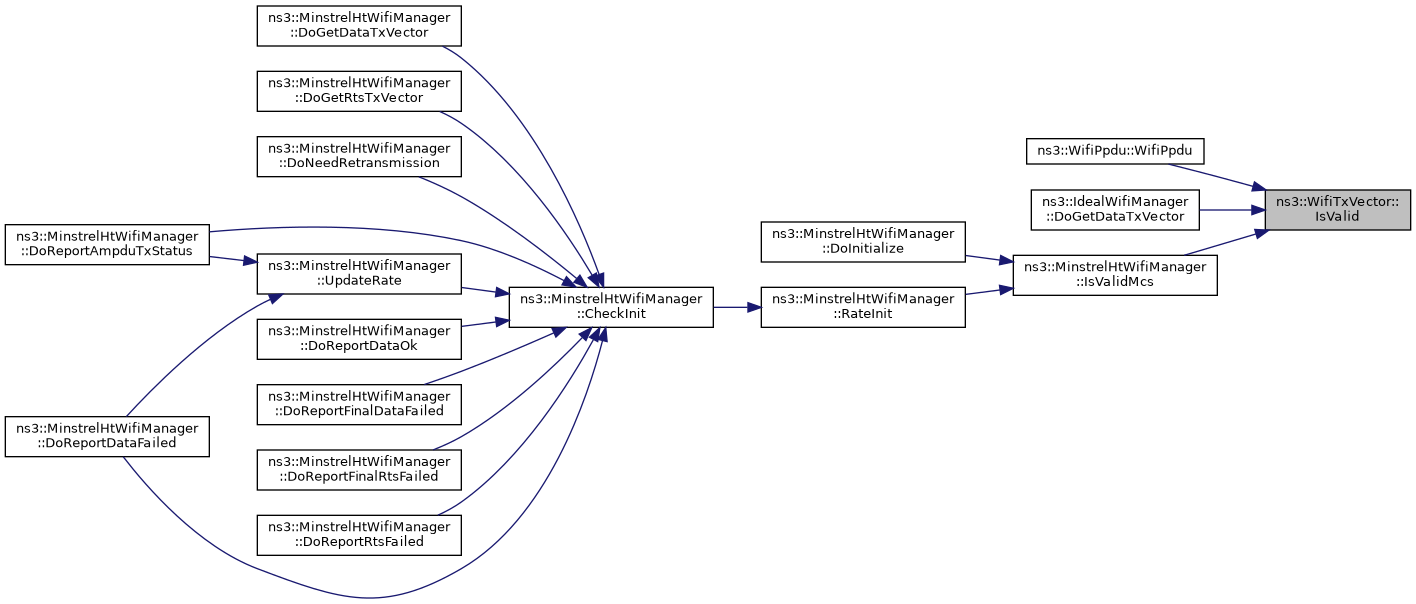 ns3::MinstrelHtWifiManager
::DoGetDataTxVector
ns3::MinstrelHtWifiManager
::DoGetRtsTxVector
ns3::MinstrelHtWifiManager
::DoNeedRetransmission
ns3::MinstrelHtWifiManager
::DoReportAmpduTxStatus
ns3::MinstrelHtWifiManager
::UpdateRate
ns3::MinstrelHtWifiManager
::DoReportDataOk
ns3::MinstrelHtWifiManager
::DoReportFinalDataFailed
ns3::MinstrelHtWifiManager
::DoReportDataFailed
ns3::MinstrelHtWifiManager
::DoReportFinalRtsFailed
ns3::MinstrelHtWifiManager
::DoReportRtsFailed
ns3::MinstrelHtWifiManager
::CheckInit
ns3::MinstrelHtWifiManager
::DoInitialize
ns3::MinstrelHtWifiManager
::RateInit
ns3::WifiPpdu::WifiPpdu
ns3::IdealWifiManager
::DoGetDataTxVector
ns3::MinstrelHtWifiManager
::IsValidMcs
ns3::WifiTxVector::
IsValid